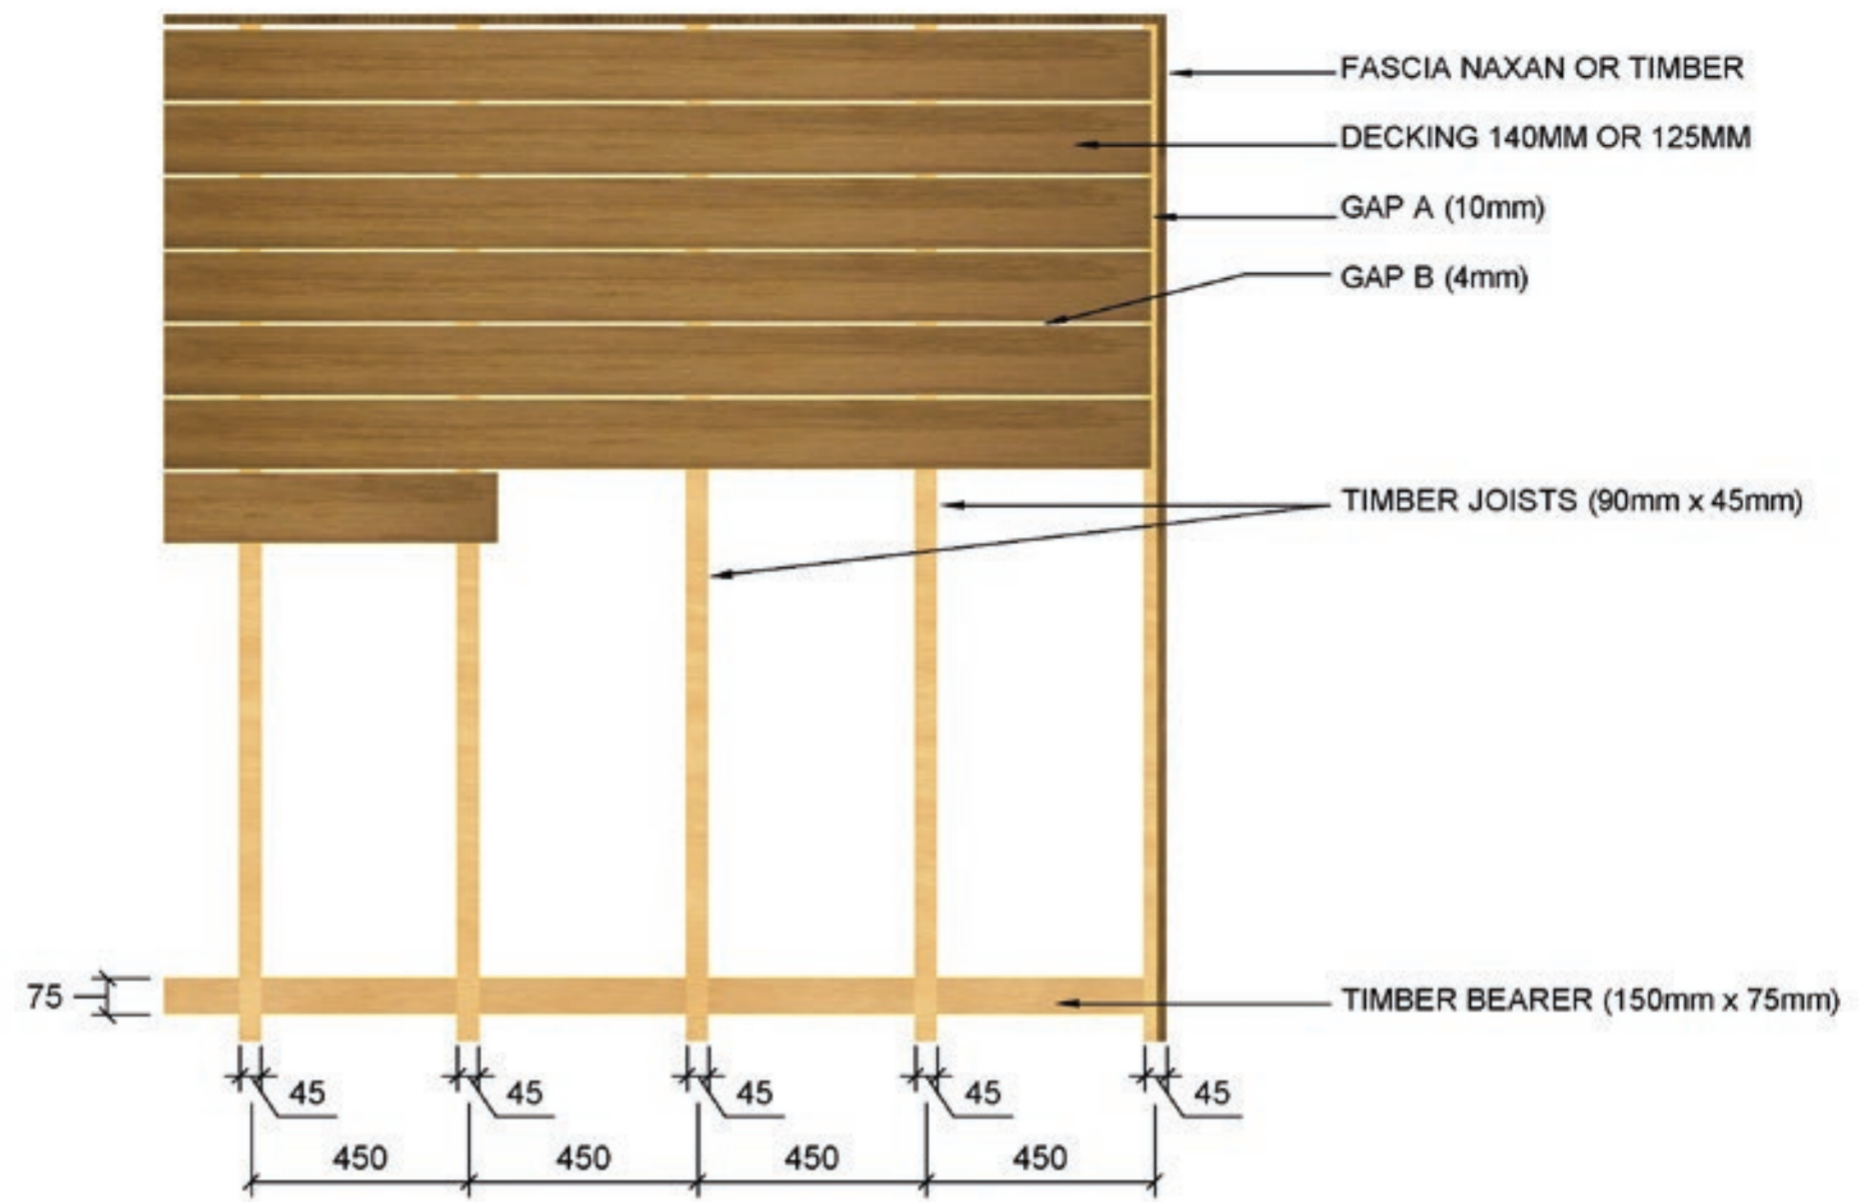 FASCIA NAXAN OR TIMBER
DECKING 140MM OR 125MM
GAP A (10mm)
GAP B (4mm)
TIMBER JOISTS (90mm x 45mm)
75
TIMBER BEARER (150mm x 75mm)
45 45 45 45 45
450 450 450 450